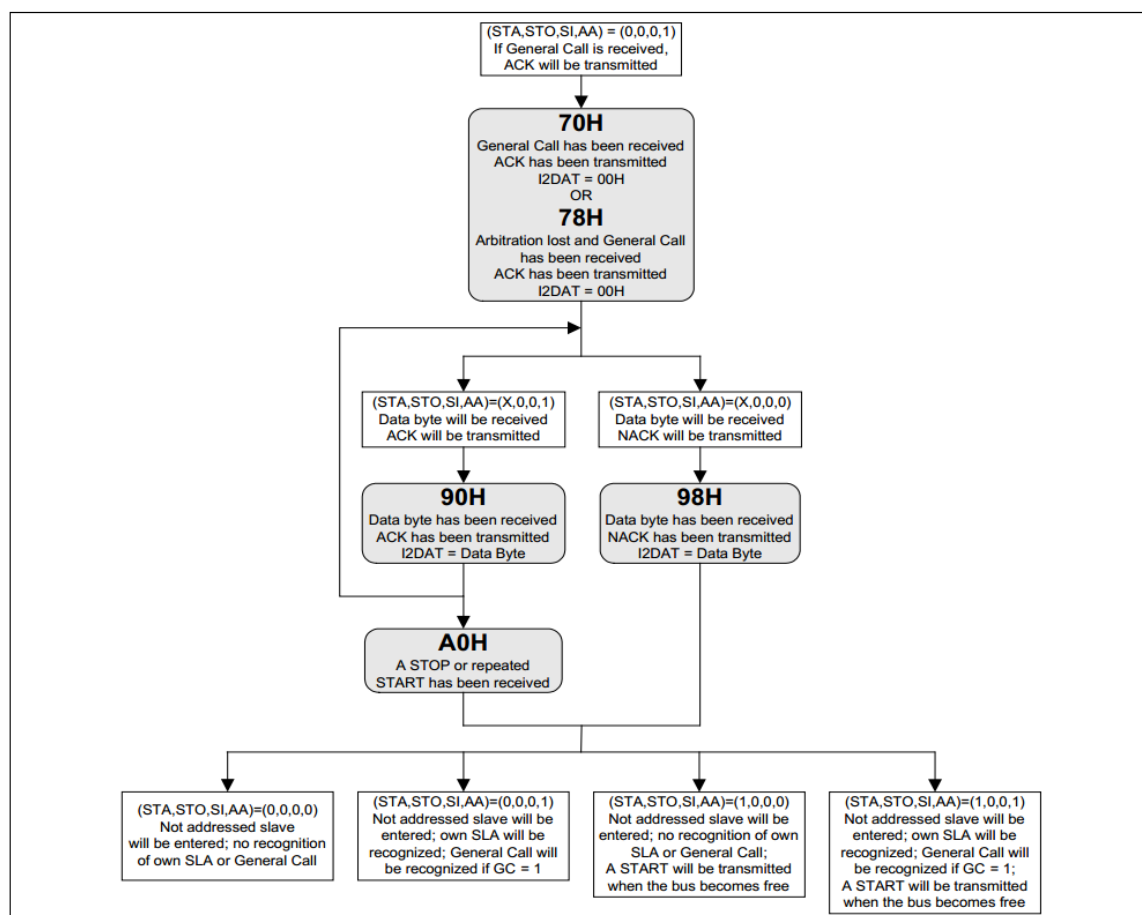 (STA,STO,SI,AA) = (0,0,0,1)
If General Call is received,
ACK will be transmitted
70H
General Call has been received
ACK has been transmitted
I2DAT = 00H
OR
78H
Arbitration lost and General Call
has been received
ACK has been transmitted
I2DAT = 00H
(STA,STO,SI,AA)=(X,0,0,1)
Data byte will be received
ACK will be transmitted
(STA,STO,SI,AA)=(X,0,0,0)
Data byte will be received
NACK will be transmitted
90H
Data byte has been received
ACK has been transmitted
I2DAT = Data Byte
98H
Data byte has been received
NACK has been transmitted
I2DAT = Data Byte
A0H
A STOP or repeated
START has been received
(STA,STO,SI,AA)=(0,0,0,0)
Not addressed slave
will be entered; no recognition
of own SLA or General Call
(STA,STO,SI,AA)=(0,0,0,1)
Not addressed slave will be
entered; own SLA will be
recognized; General Call will
be recognized if GC = 1
(STA,STO,SI,AA)=(1,0,0,0)
Not addressed slave will be
entered; no recognition of own
SLA or General Call;
A START will be transmitted
when the bus becomes free
(STA,STO,SI,AA)=(1,0,0,1)
Not addressed slave will be
entered; own SLA will be
recognized; General Call will
be recognized if GC = 1;
A START will be transmitted
when the bus becomes free